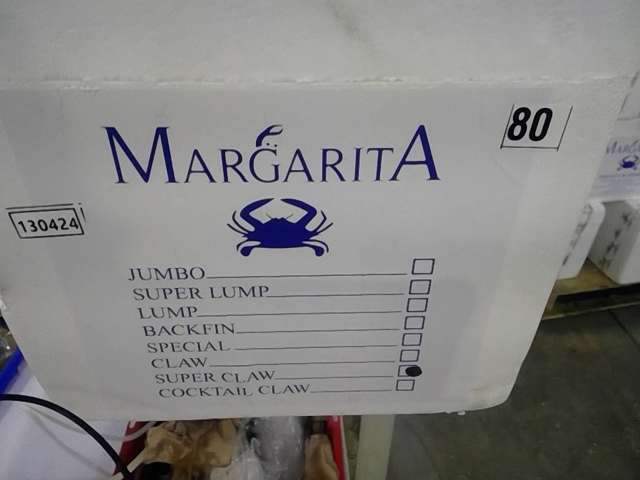 80
MARGARITA
130424
JUMBO
SUPER LUMP
LUMP
BACKFIN
SPECIAL
CLAW
SUPER CLAW
COCKTAIL CLAW